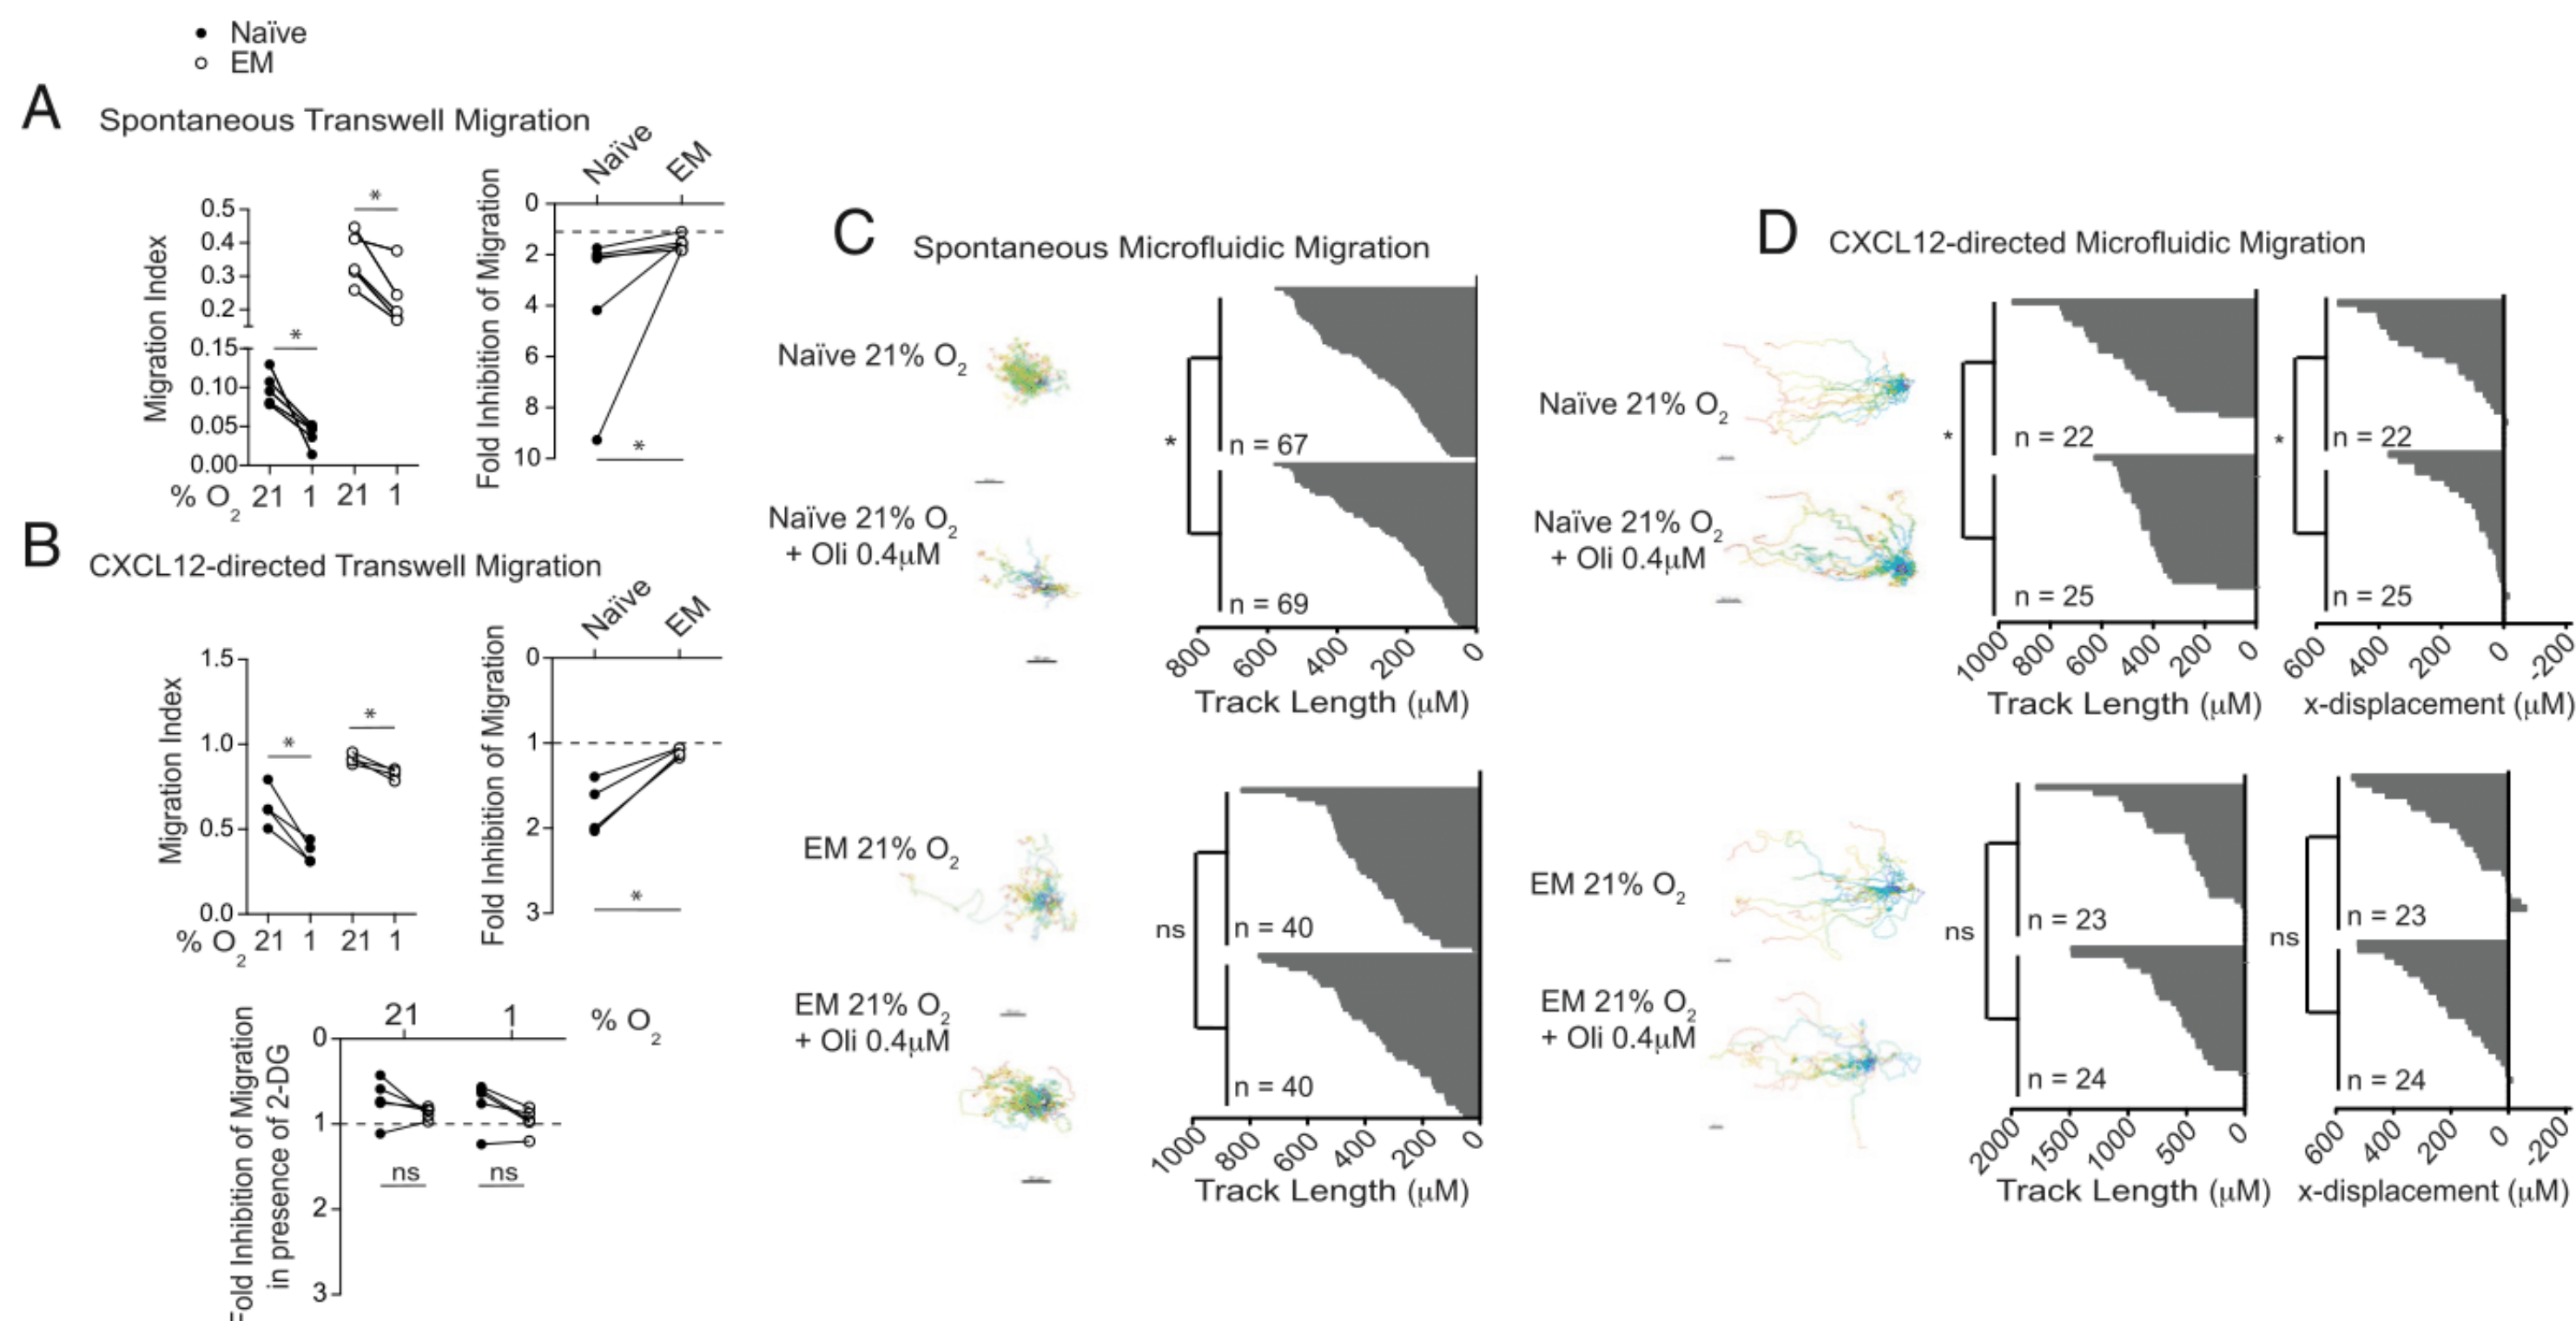 Naïve
EM
A
Spontaneous Transwell Migration
Migration Index
0.5
0.4
0.3
0.2
0.15
0.10
0.05
0.00
*
*
% O2 21 1 21 1
Naïve EM
Fold Inhibition of Migration
0
2
4
6
8
10
*
B
CXCL12-directed Transwell Migration
Migration Index
1.5
1.0
0.5
0.0
*
*
% O2 21 1 21 1
Naïve EM
Fold Inhibition of Migration
0
1
2
3
*
21 1 % O2
Fold Inhibition of Migration
in presence of 2-DG
0
1
2
3
ns ns
C
Spontaneous Microfluidic Migration
Naïve 21% O2
n = 67
*
Naïve 21% O2
+ Oli 0.4µM
n = 69
800 600 400 200 0
Track Length (µM)
EM 21% O2
n = 40
ns
EM 21% O2
+ Oli 0.4µM
n = 40
1000 800 600 400 200 0
Track Length (µM)
D
CXCL12-directed Microfluidic Migration
Naïve 21% O2
n = 22
n = 22
*
*
Naïve 21% O2
+ Oli 0.4µM
n = 25
n = 25
1000 800 600 400 200 0
Track Length (µM)
600 400 200 0 -200
x-displacement (µM)
EM 21% O2
n = 23
n = 23
ns
ns
EM 21% O2
+ Oli 0.4µM
n = 24
n = 24
2000 1500 1000 500 0
Track Length (µM)
600 400 200 0 -200
x-displacement (µM)